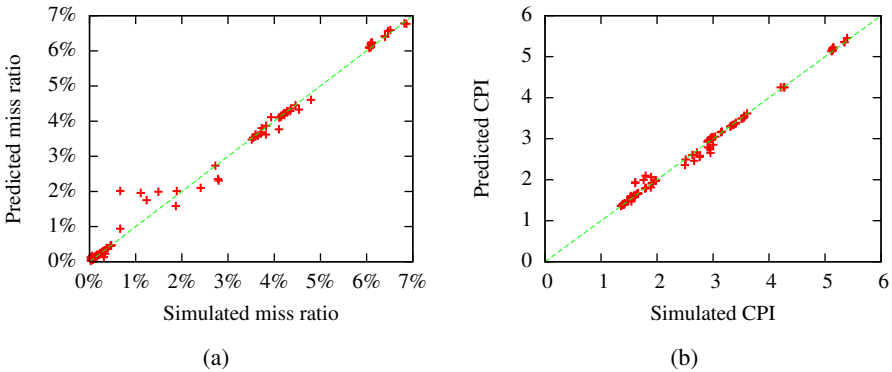 7%
6%
5%
4%
3%
2%
1%
0%
Predicted miss ratio
0% 1% 2% 3% 4% 5% 6% 7%
Simulated miss ratio
(a)
6
5
4
3
2
1
0
Predicted CPI
0 1 2 3 4 5 6
Simulated CPI
(b)